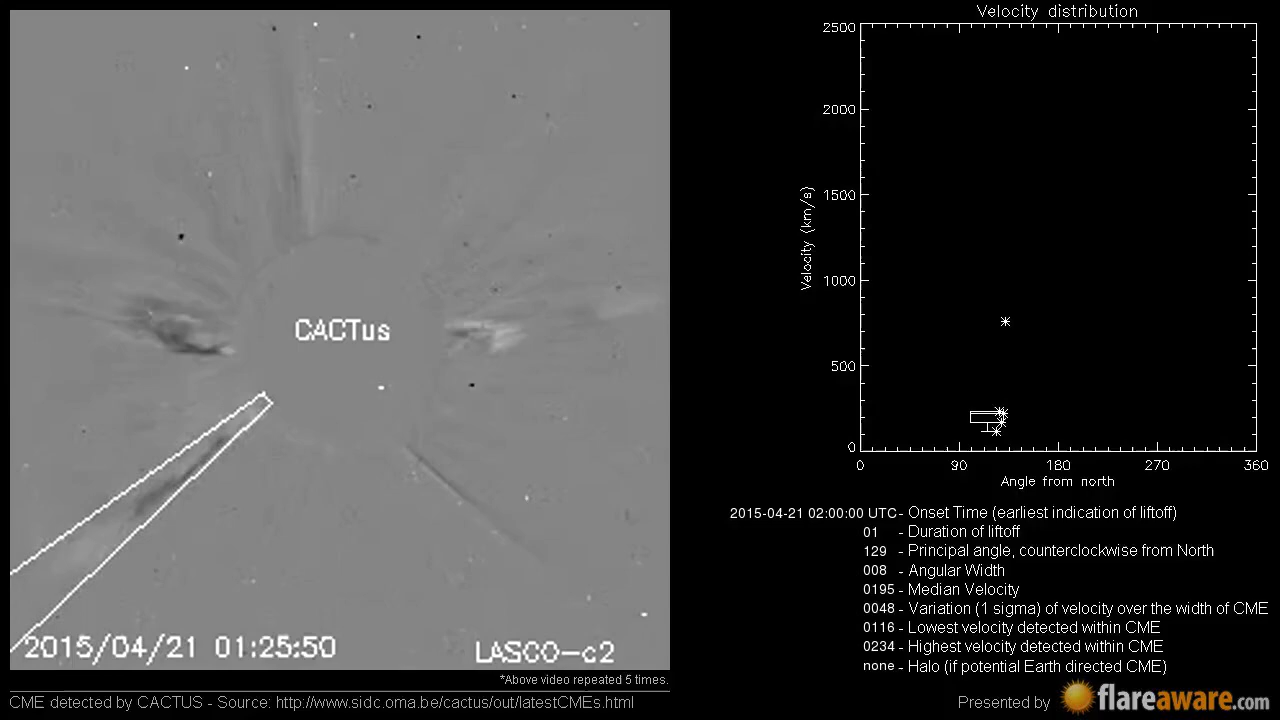 CACTus
2015/04/21 01:25:50
LASCO-c2
*Above video repeated 5 times.
CME detected by CACTUS - Source: http://www.sidc.oma.be/cactus/out/latestCMEs.html
Velocity distribution
2500
2000
1500
1000
500
0
Velocity (km/s)
0 90 180 270 360
Angle from north
2015-04-21 02:00:00 UTC - Onset Time (earliest indication of liftoff)
01 - Duration of liftoff
129 - Principal angle, counterclockwise from North
008 - Angular Width
0195 - Median Velocity
0048 - Variation (1 sigma) of velocity over the width of CME
0116 - Lowest velocity detected within CME
0234 - Highest velocity detected within CME
none - Halo (if potential Earth directed CME)
Presented by flareaware.com